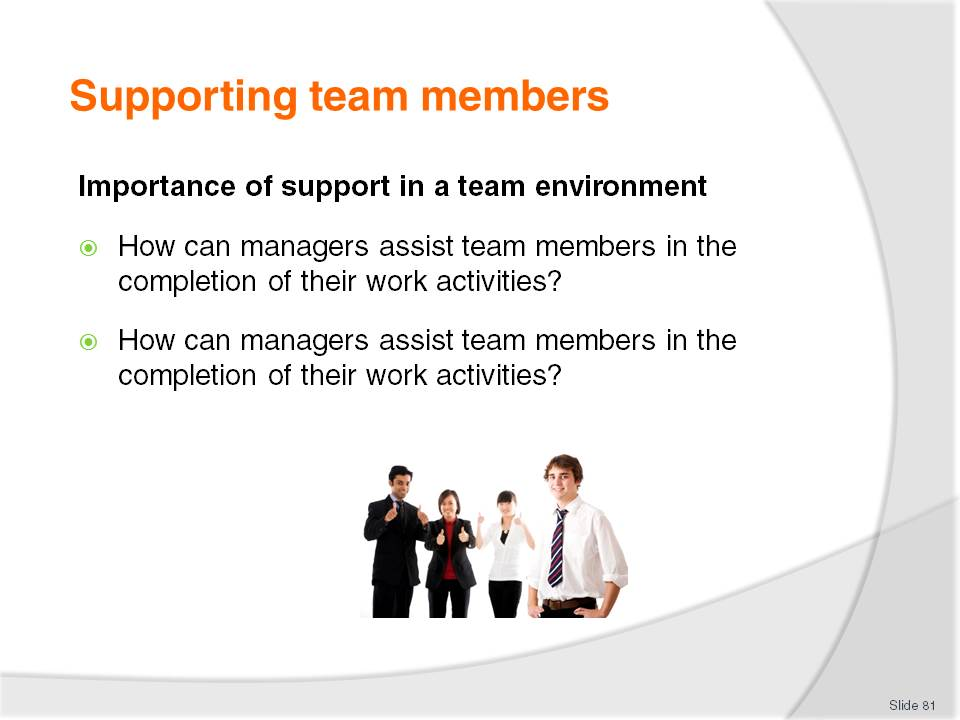 Supporting team members
Importance of support in a team environment
How can managers assist team members in the
completion of their work activities?
How can managers assist team members in the
completion of their work activities?
Slide 81